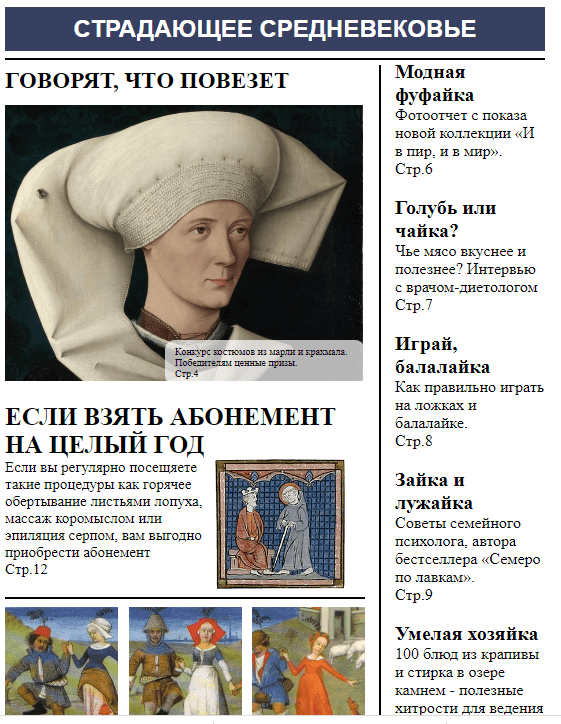 СТРАДАЮЩЕЕ СРЕДНЕВЕКОВЬЕ
ГОВОРЯТ, ЧТО ПОВЕЗЕТ
Конкурс костюмов из марли и крахмала.
Победителям ценные призы.
Стр.4
ЕСЛИ ВЗЯТЬ АБОНЕМЕНТ
НА ЦЕЛЫЙ ГОД
Если вы регулярно посещяете
такие процедуры как горячее
обертывание листьями лопуха,
массаж коромыслом или
эпиляция серпом, вам выгодно
приобрести абонемент
Стр.12
Модная
фуфайка
Фотоотчет с показа
новой коллекции «И
в пир, и в мир».
Стр.6
Голубь или
чайка?
Чье мясо вкуснее и
полезнее? Интервью
с врачом-диетологом
Стр.7
Играй,
балалайка
Как правильно играть
на ложках и
балалайке.
Стр.8
Зайка и
лужайка
Советы семейного
психолога, автора
бестселлера «Семеро
по лавкам».
Стр.9
Умелая хозяйка
100 блюд из крапивы
и стирка в озере
камнем - полезные
хитрости для ведения